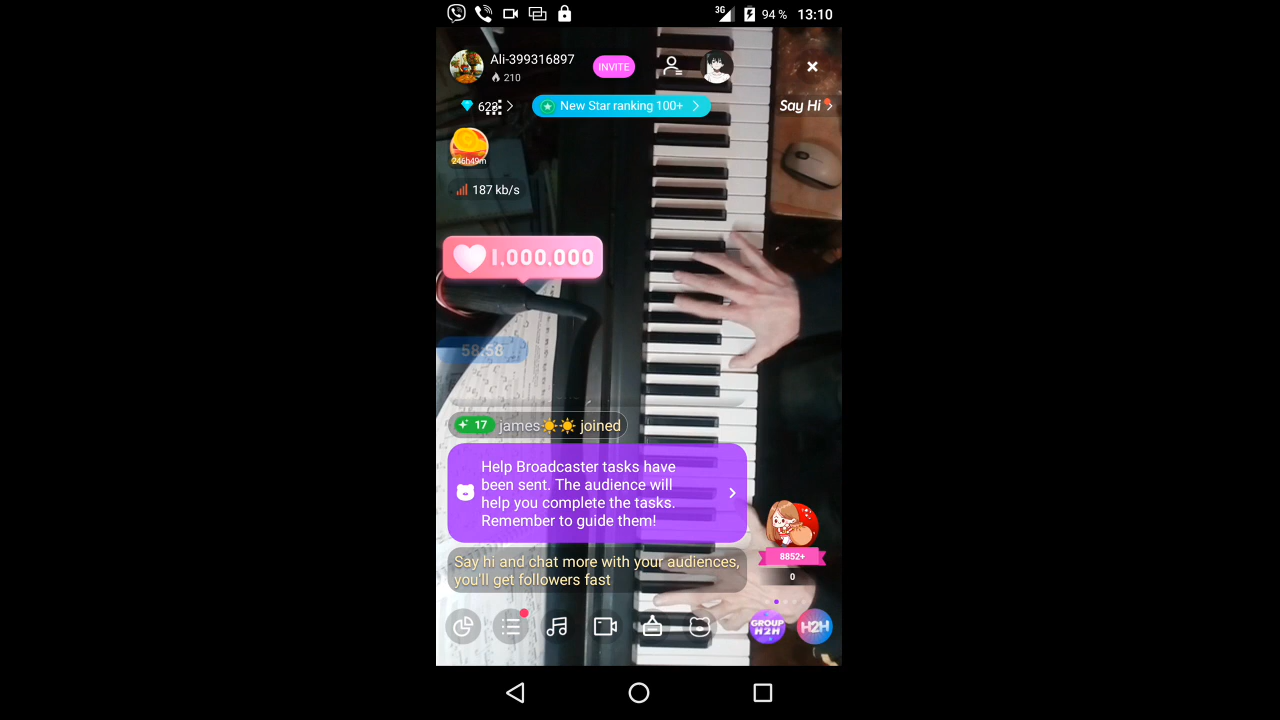 3G
94 %
13:10
Ali-399316897
210
INVITE
New Star ranking 100+
Say Hi
246h49m
187 kb/s
1,000,000
58:58
17 james☀☀ joined
Help Broadcaster tasks have
been sent. The audience will
help you complete the tasks.
Remember to guide them!
8852+
0
Say hi and chat more with your audiences,
you'll get followers fast
GROUP
H2H
H2H